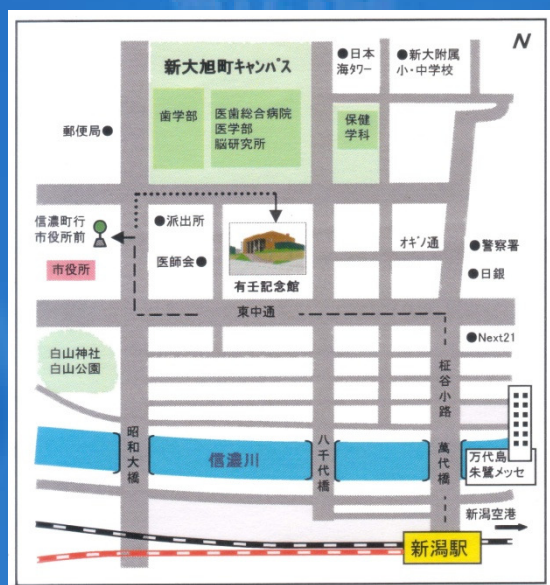 N
新大旭町キャンパス
●日本
海タワー
●新大附属
小・中学校
歯学部
医歯総合病院
医学部
脳研究所
保健
学科
郵便局●
信濃町行
市役所前
●派出所
市役所
医師会●
有壬記念館
オギノ通
●警察署
●日銀
東中通
白山神社
白山公園
●Next21
柾谷小路
昭和大橋
信濃川
八千代橋
萬代橋
万代島
朱鷺メッセ
新潟空港
新潟駅